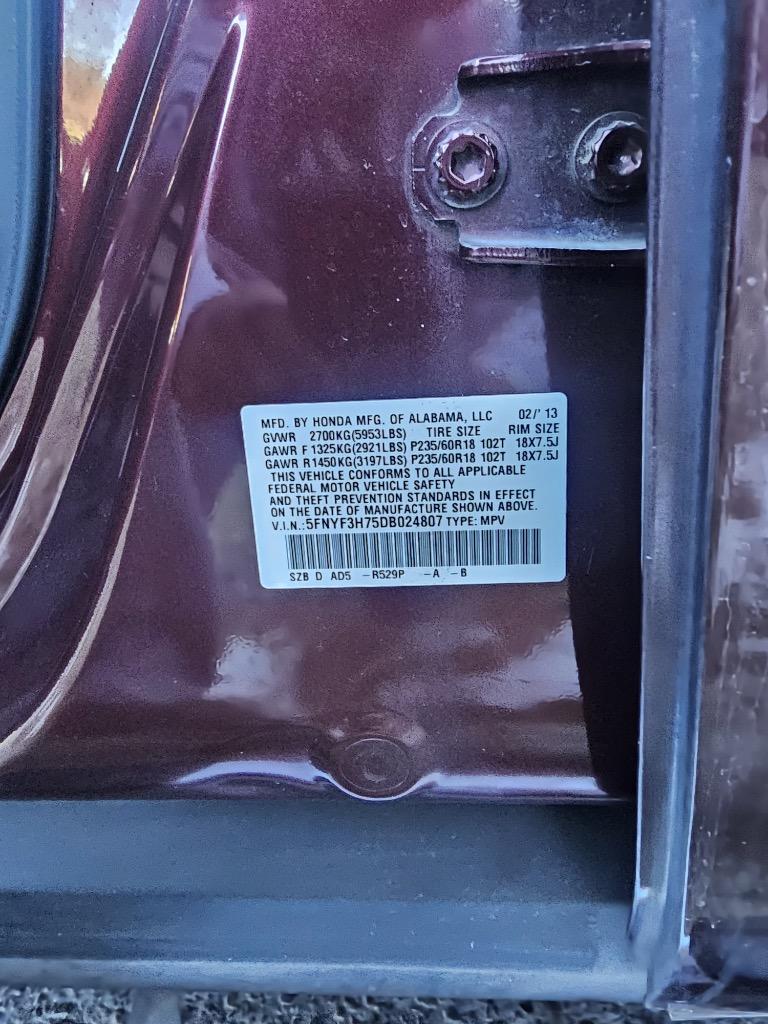 MFD. BY HONDA MFG. OF ALABAMA, LLC 02/'13
GVWR 2700KG(5953LBS) TIRE SIZE RIM SIZE
GAWR F 1325KG(2921LBS) P235/60R18 102T 18X7.5J
GAWR R 1450KG(3197LBS) P235/60R18 102T 18X7.5J
THIS VEHICLE CONFORMS TO ALL APPLICABLE
FEDERAL MOTOR VEHICLE SAFETY
AND THEFT PREVENTION STANDARDS IN EFFECT
ON THE DATE OF MANUFACTURE SHOWN ABOVE.
V.I.N.:5FNYF3H75DB024807 TYPE: MPV
SZB D AD5 -R529P -A -B